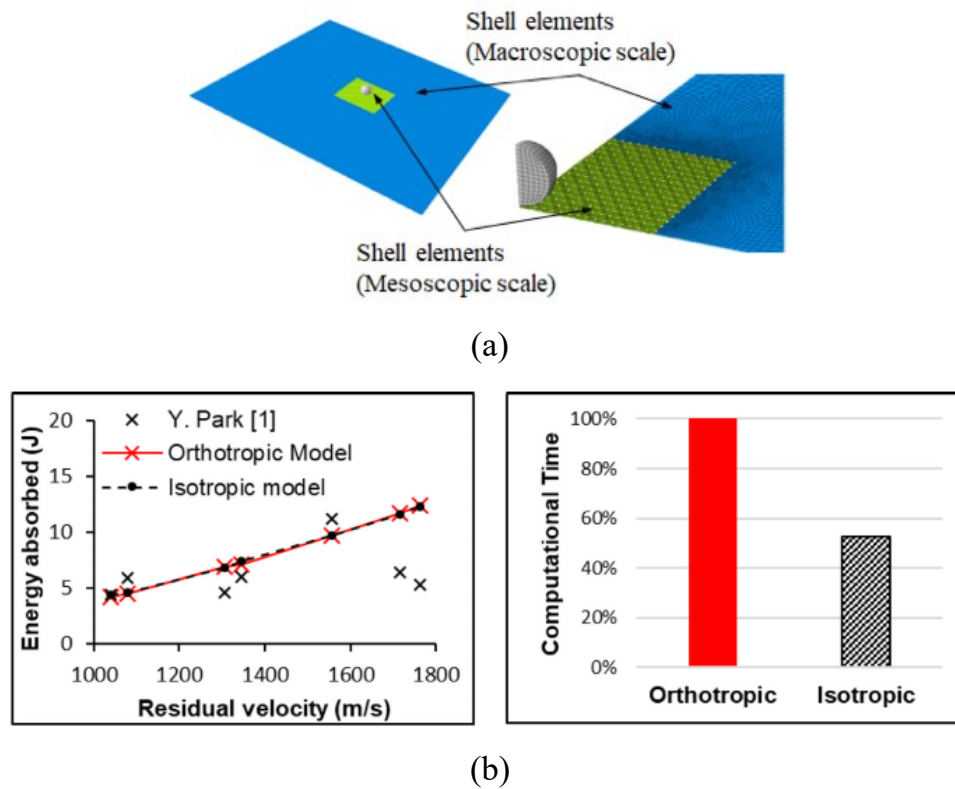 Shell elements
(Macroscopic scale)
Shell elements
(Mesoscopic scale)
(a)
Energy absorbed (J)
20
15
10
5
0
Y. Park [1]
Orthotropic Model
Isotropic model
1000 1200 1400 1600 1800
Residual velocity (m/s)
Computational Time
100%
80%
60%
40%
20%
0%
Orthotropic Isotropic
(b)